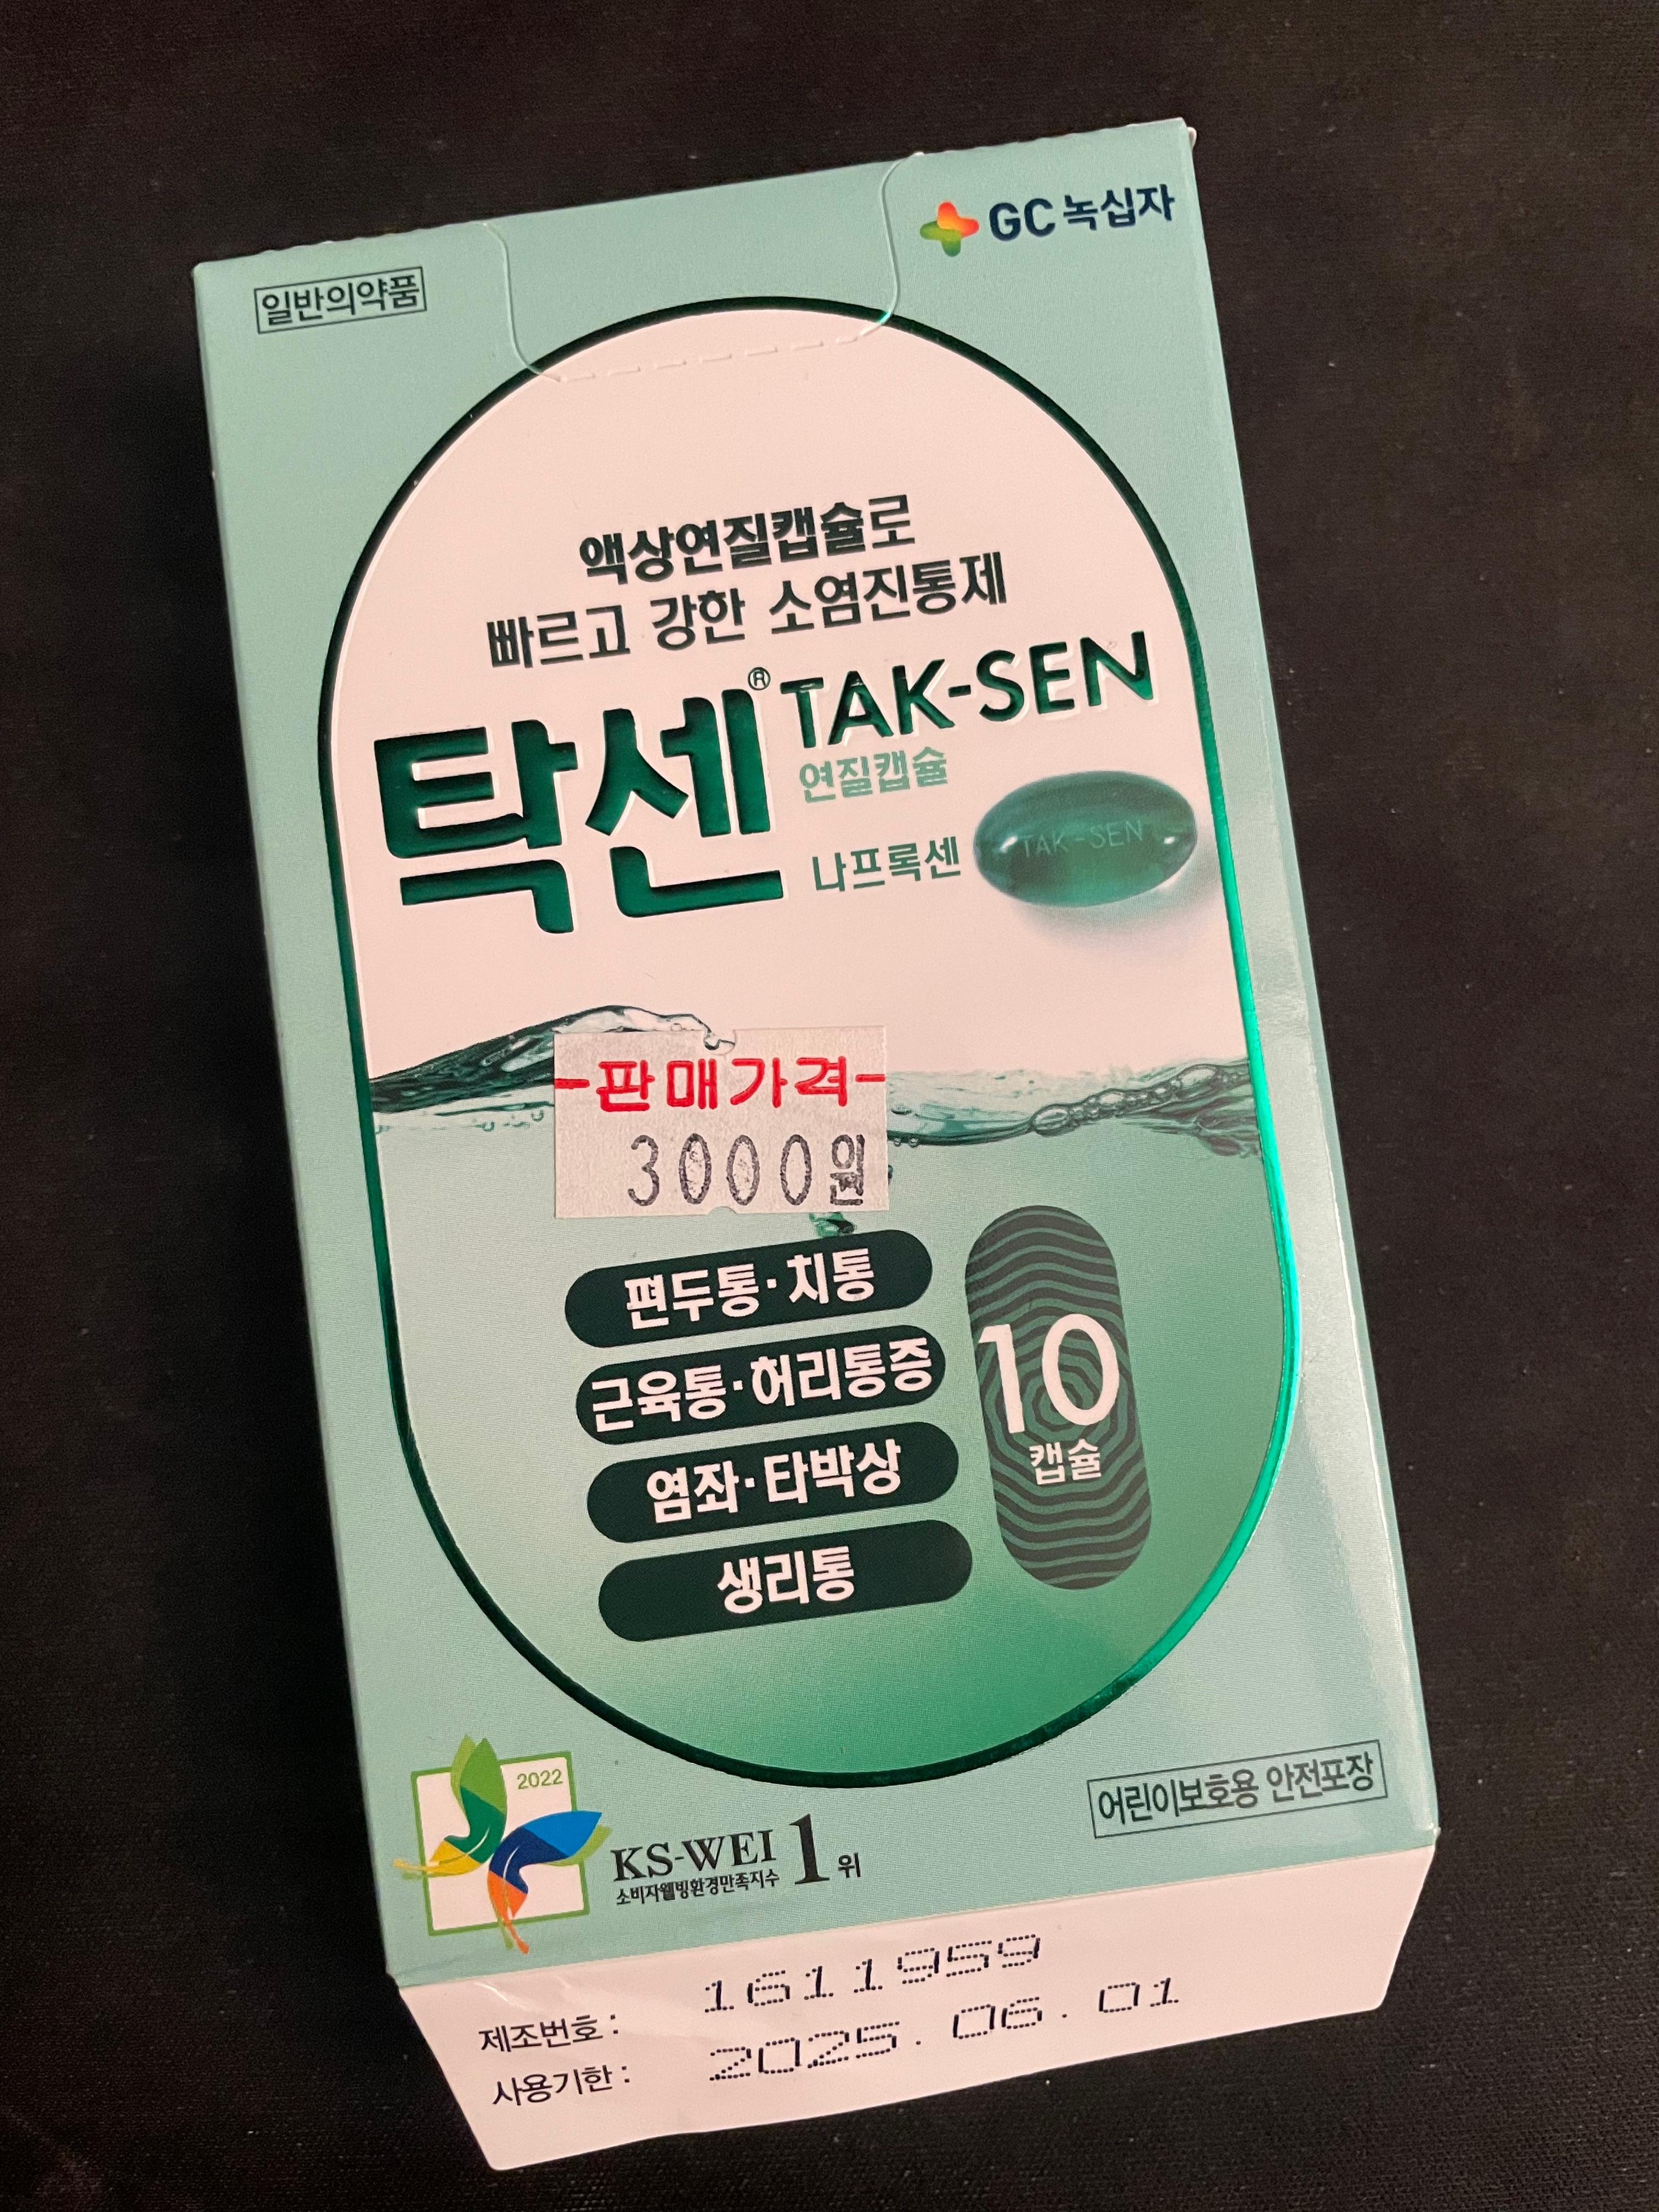 GC 녹십자
일반의약품
액상연질캡슐로
빠르고 강한 소염진통제
탁센® TAK-SEN
연질캡슐
나프록센
TAK-SEN
-판매가격-
3000원
편두통·치통
근육통·허리통증
염좌·타박상
생리통
10
캡슐
2022
KS-WEI 1위
소비자웰빙환경만족지수
어린이보호용 안전포장
제조번호 : 1611959
사용기한 : 2025.06.01